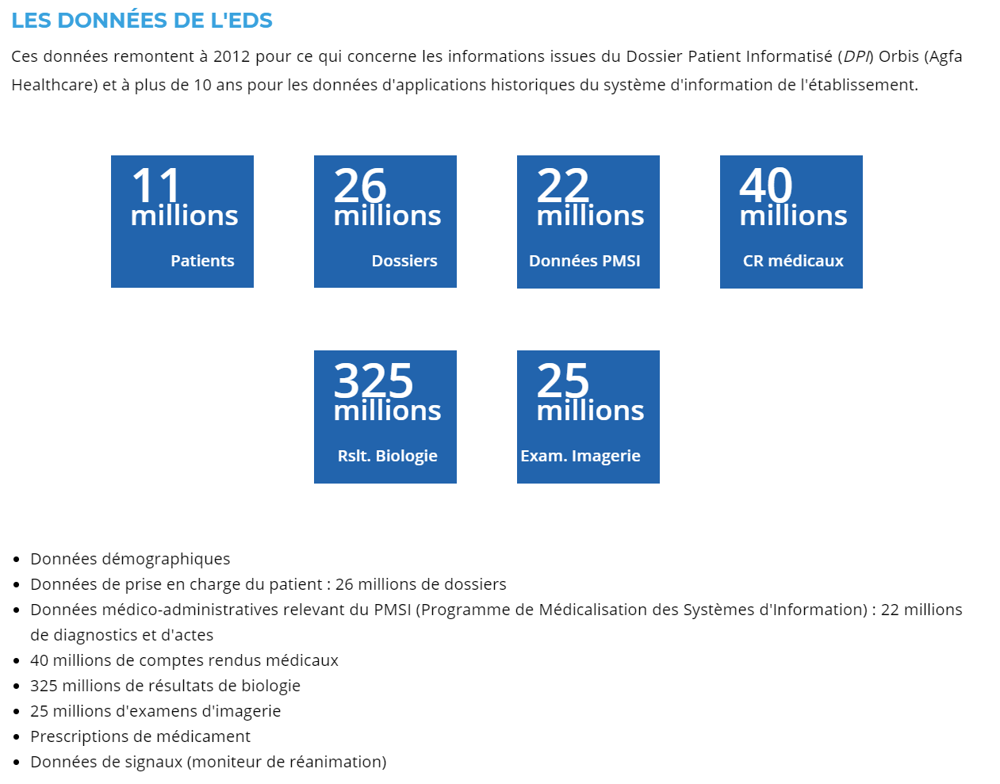 LES DONNÉES DE L'EDS
Ces données remontent à 2012 pour ce qui concerne les informations issues du Dossier Patient Informatisé (DPI) Orbis (Agfa
Healthcare) et à plus de 10 ans pour les données d'applications historiques du système d'information de l'établissement.
11
millions
Patients
26
millions
Dossiers
22
millions
Données PMSI
40
millions
CR médicaux
325
millions
Rslt. Biologie
25
millions
Exam. Imagerie
• Données démographiques
• Données de prise en charge du patient : 26 millions de dossiers
• Données médico-administratives relevant du PMSI (Programme de Médicalisation des Systèmes d'Information) : 22 millions
de diagnostics et d'actes
• 40 millions de comptes rendus médicaux
• 325 millions de résultats de biologie
• 25 millions d'examens d'imagerie
• Prescriptions de médicament
• Données de signaux (moniteur de réanimation)